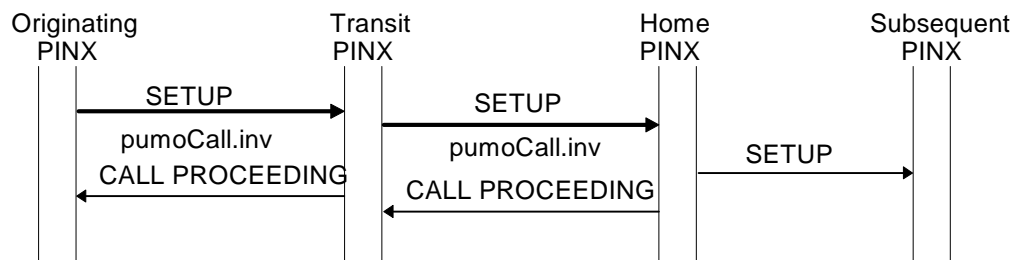 Originating Transit Home Subsequent
PINX PINX PINX PINX
SETUP
SETUP
pumoCall.inv
pumoCall.inv
SETUP
CALL PROCEEDING
CALL PROCEEDING